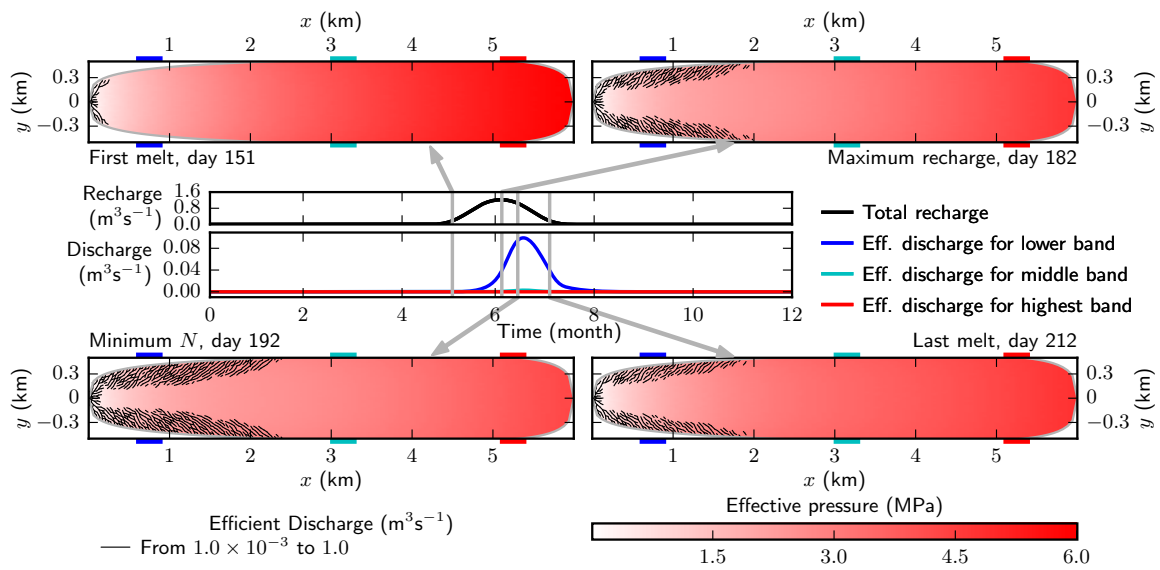 x (km) x (km)
1 2 3 4 5 1 2 3 4 5
y (km) 0.3 0 −0.3 0.3 0 −0.3 y (km)
First melt, day 151 Maximum recharge, day 182
Recharge (m³s⁻¹) 1.6 0.8 0.0
Discharge (m³s⁻¹) 0.08 0.04 0.00
0 2 4 6 8 10 12
Time (month)
Total recharge
Eff. discharge for lower band
Eff. discharge for middle band
Eff. discharge for highest band
Minimum N, day 192 Last melt, day 212
y (km) 0.3 0 −0.3 0.3 0 −0.3 y (km)
1 2 3 4 5 1 2 3 4 5
x (km) x (km)
Efficient Discharge (m³s⁻¹)
From 1.0 × 10⁻³ to 1.0
Effective pressure (MPa)
1.5 3.0 4.5 6.0